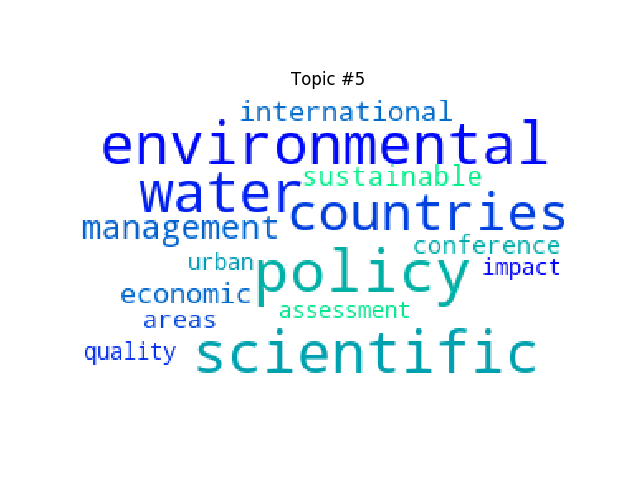 Topic #5
international
environmental
sustainable
water
countries
management
conference
policy
urban
impact
economic
assessment
areas
scientific
quality